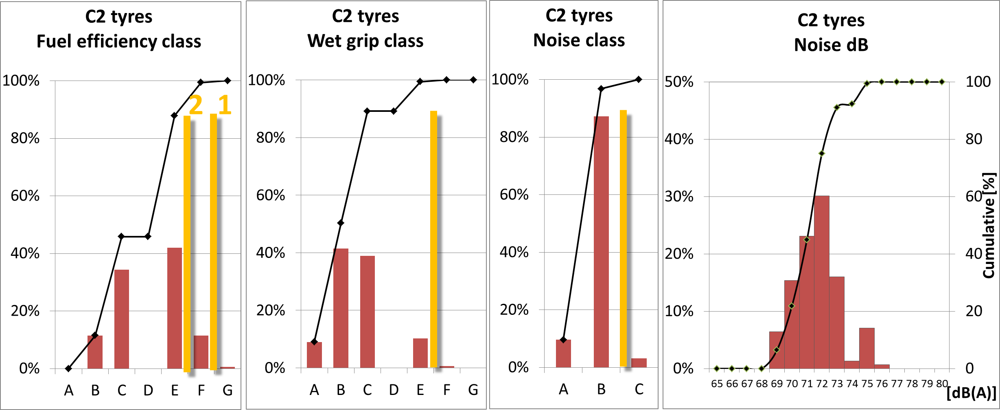 C2 tyres
Fuel efficiency class
100%
80%
60%
40%
20%
0%
2
1
A B C D E F G
C2 tyres
Wet grip class
100%
80%
60%
40%
20%
0%
A B C D E F G
C2 tyres
Noise class
100%
80%
60%
40%
20%
0%
A B C
C2 tyres
Noise dB
50%
40%
30%
20%
10%
0%
100
80
60
40
20
0
Cumulative [%]
65 66 67 68 69 70 71 72 73 74 75 76 77 78 79 80
[dB(A)]